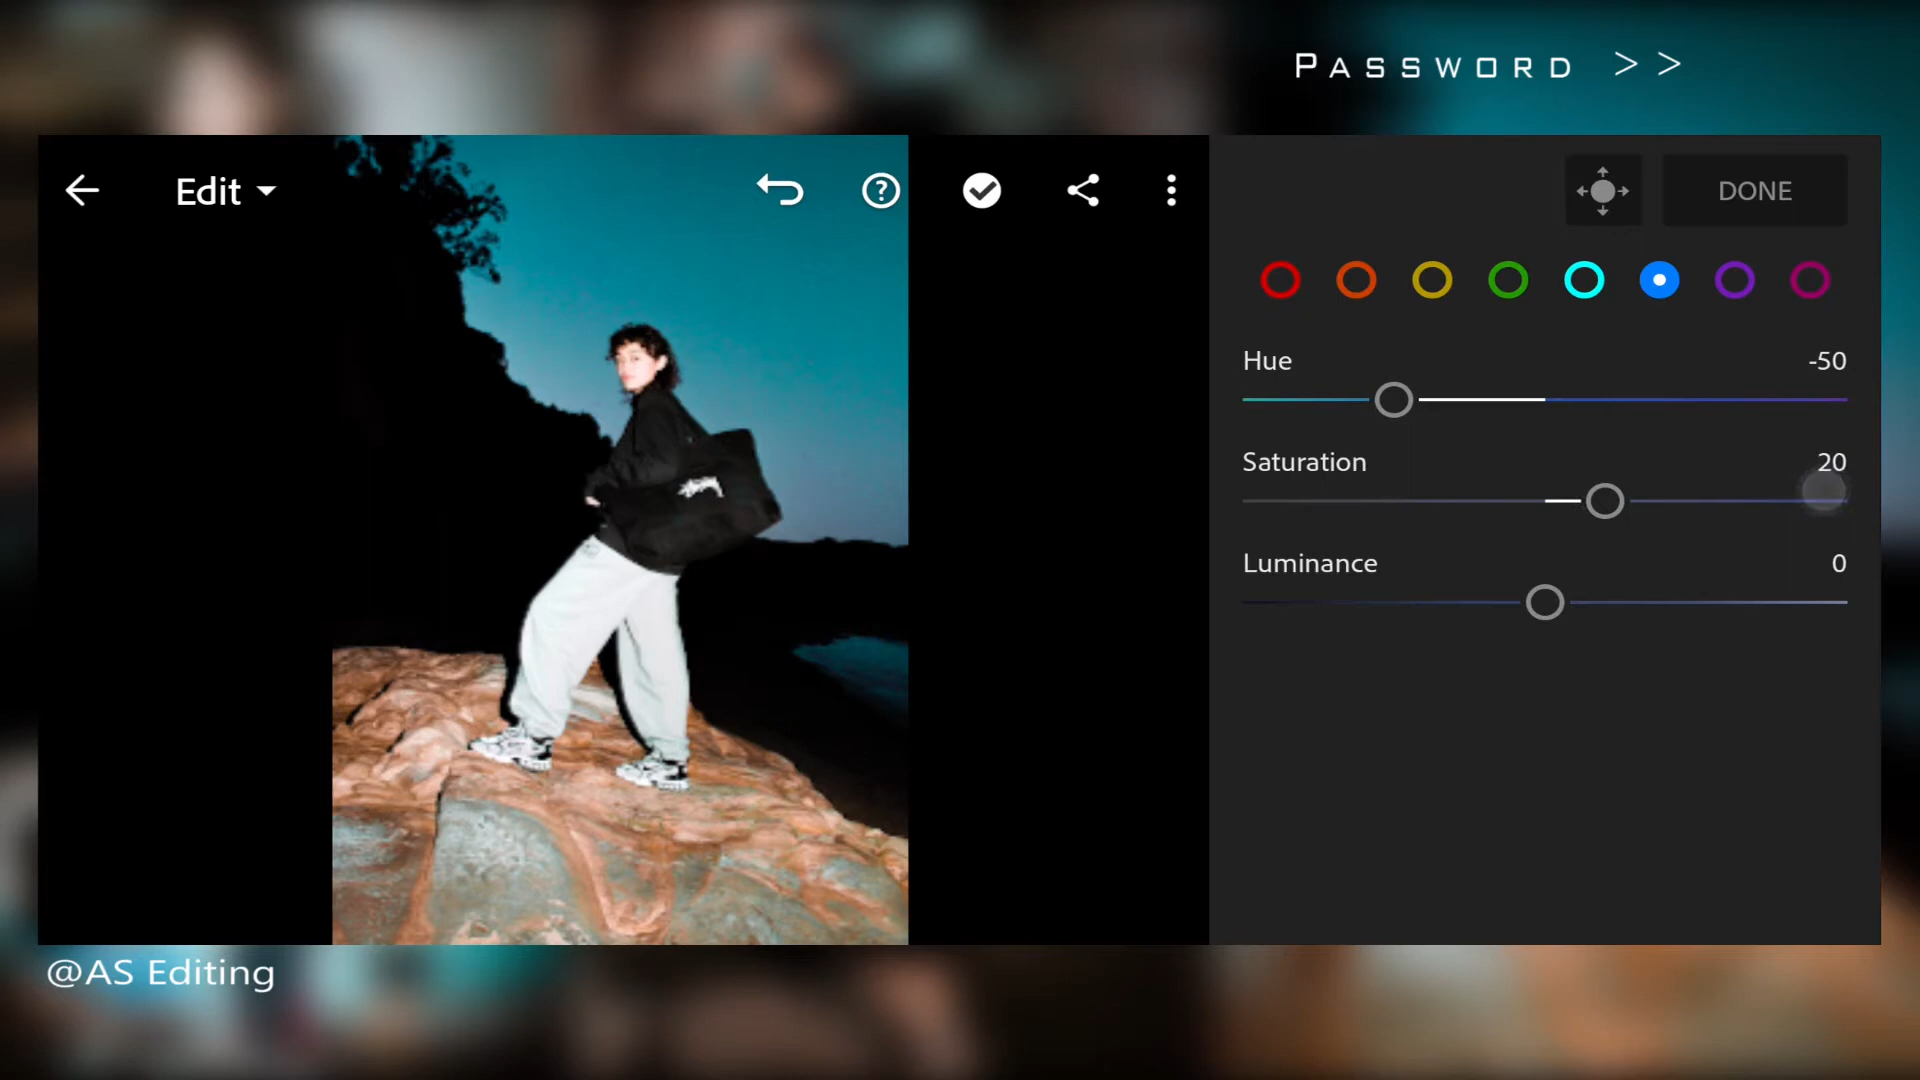 PASSWORD >>
Edit
DONE
Hue -50
Saturation 20
Luminance 0
@AS Editing